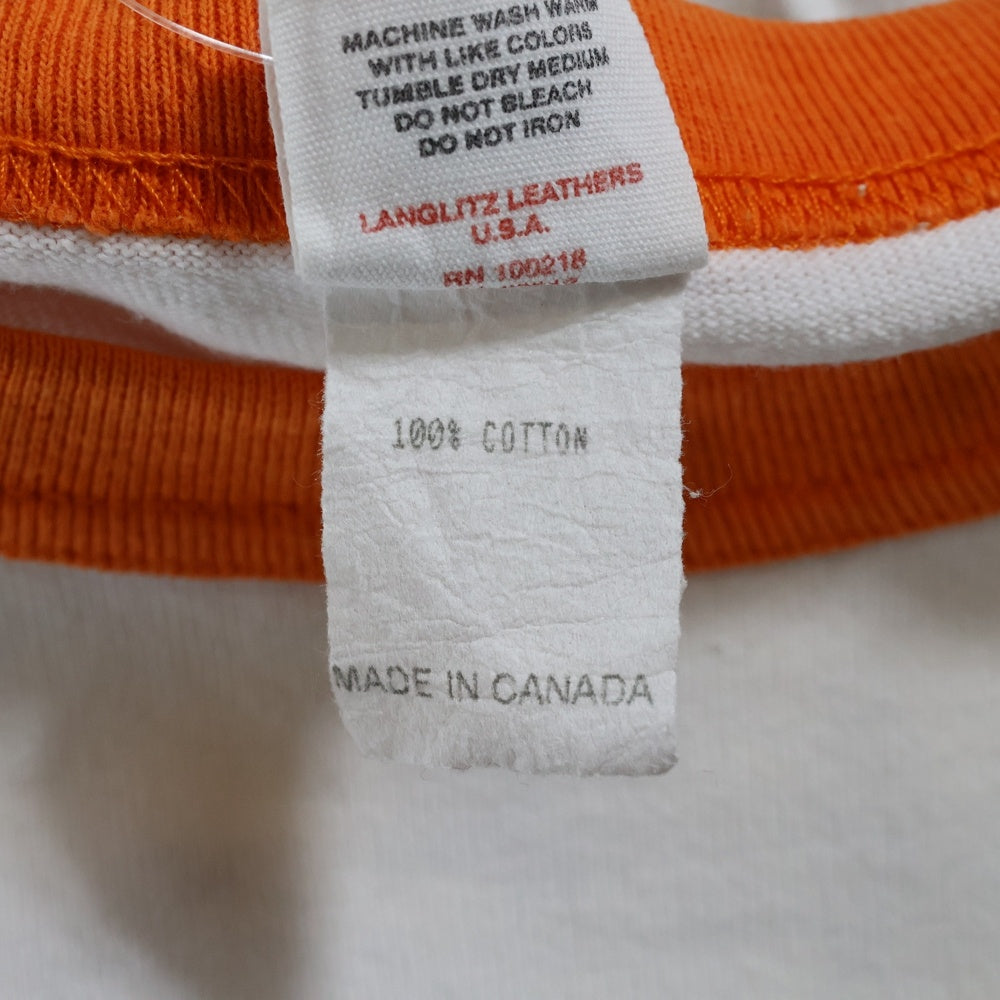 MACHINE WASH WARM
WITH LIKE COLORS
TUMBLE DRY MEDIUM
DO NOT BLEACH
DO NOT IRON
LANGLITZ LEATHERS
U.S.A.
RN 100218
100% COTTON
MADE IN CANADA